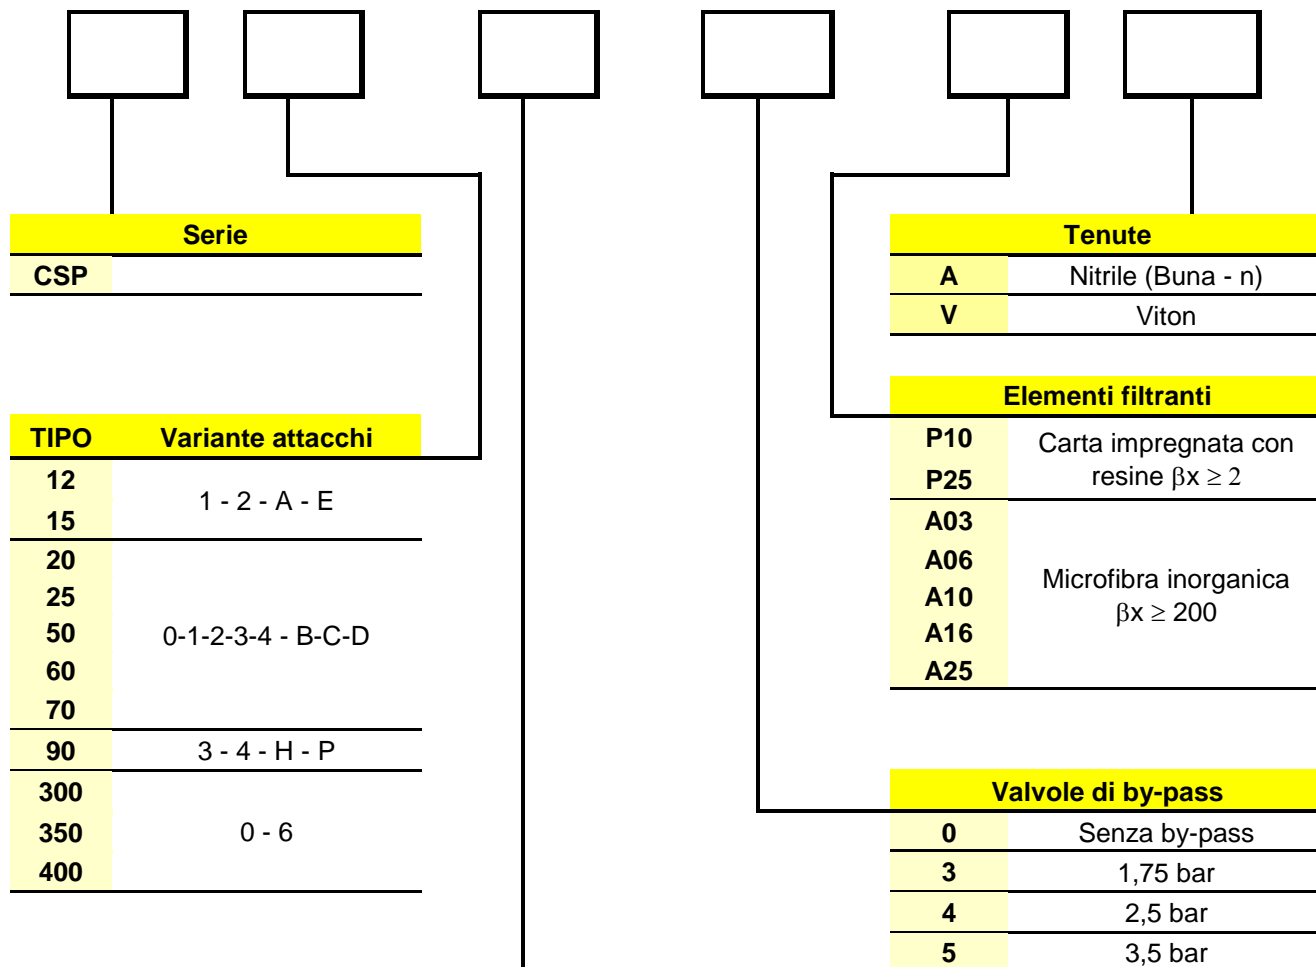 Serie
CSP
TIPO Variante attacchi
12
15
1 - 2 - A - E
20
25
50
60
70
0-1-2-3-4 - B-C-D
90 3 - 4 - H - P
300
350
400
0 - 6
Tenute
A Nitrile (Buna - n)
V Viton
Elementi filtranti
P10
P25
Carta impregnata con
resine βx ≥ 2
A03
A06
A10
A16
A25
Microfibra inorganica
βx ≥ 200
Valvole di by-pass
0 Senza by-pass
3 1,75 bar
4 2,5 bar
5 3,5 bar